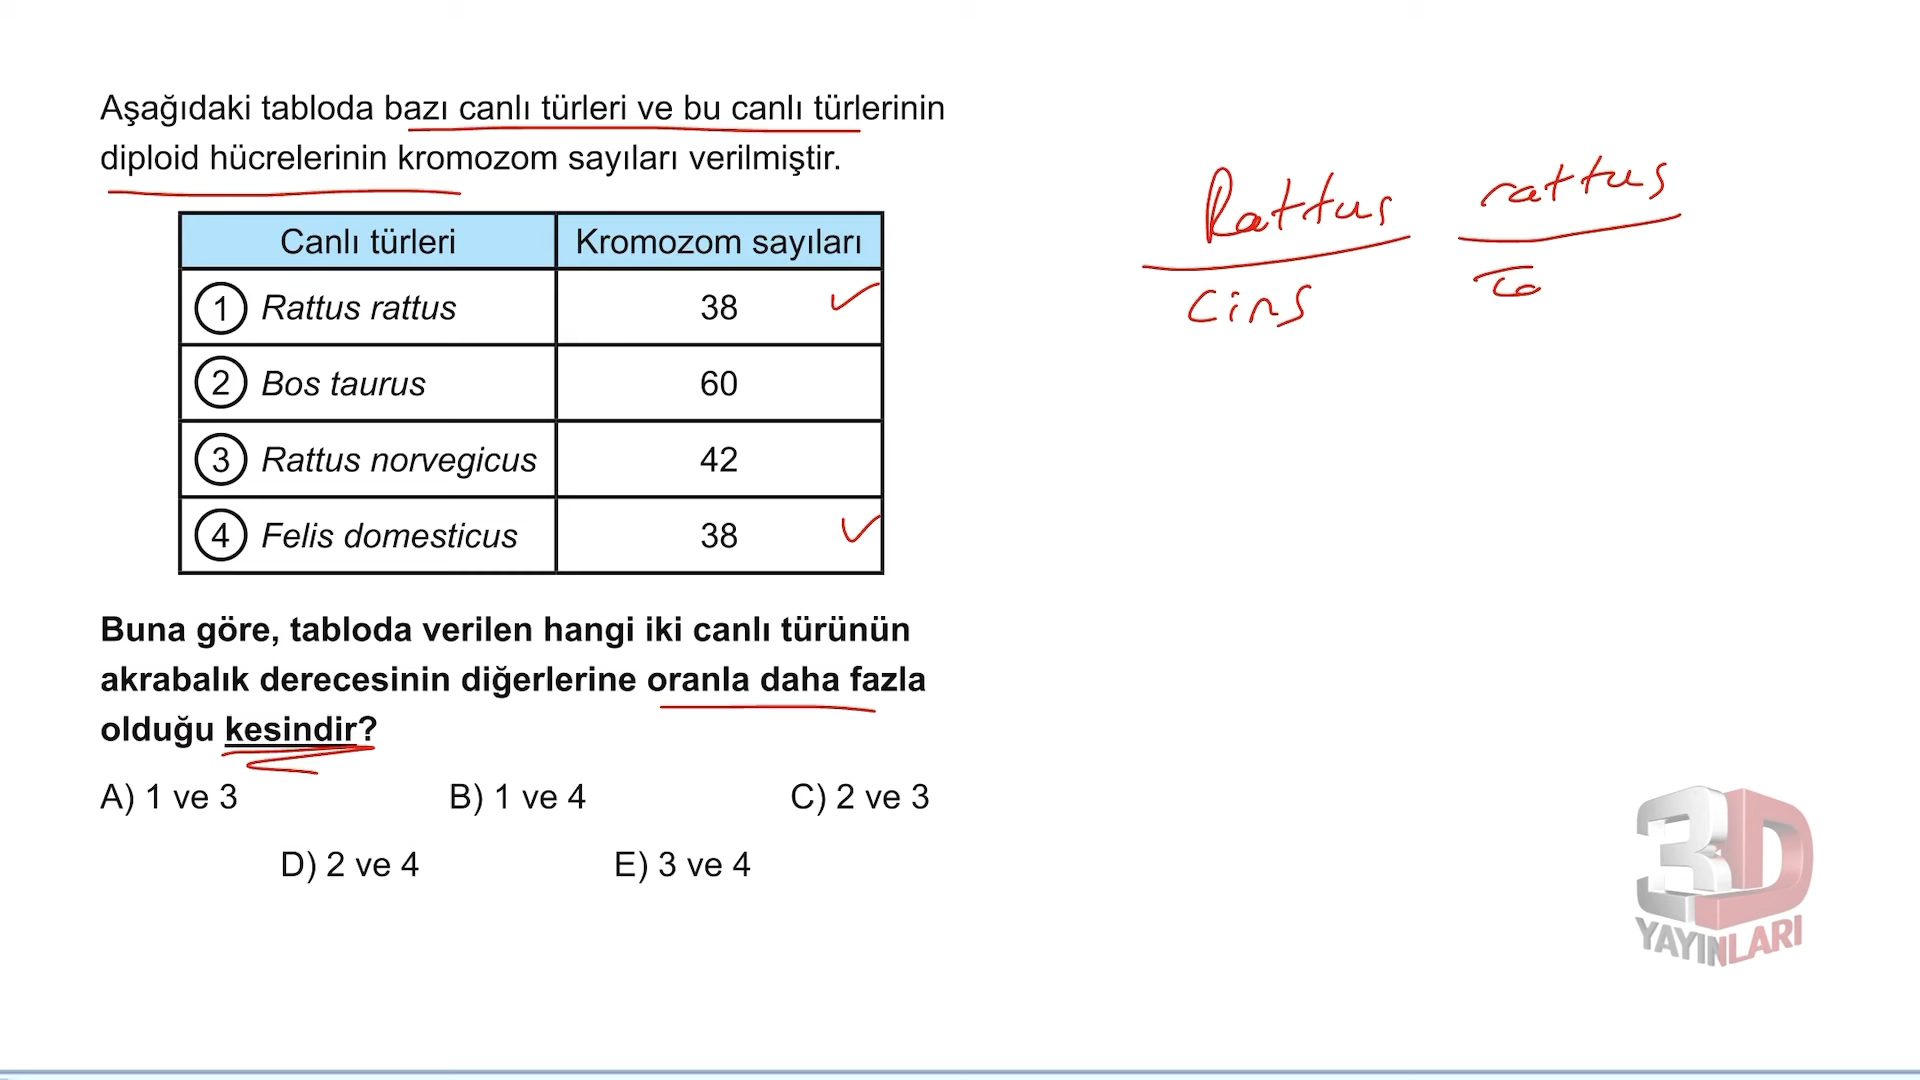 Aşağıdaki tabloda bazı canlı türleri ve bu canlı türlerinin
diploid hücrelerinin kromozom sayıları verilmiştir.
Canlı türleri Kromozom sayıları
1 Rattus rattus 38
2 Bos taurus 60
3 Rattus norvegicus 42
4 Felis domesticus 38
Buna göre, tabloda verilen hangi iki canlı türünün
akrabalık derecesinin diğerlerine oranla daha fazla
olduğu kesindir?
A) 1 ve 3 B) 1 ve 4 C) 2 ve 3
D) 2 ve 4 E) 3 ve 4
Rattus rattus
cins
3D
YAYINLARI